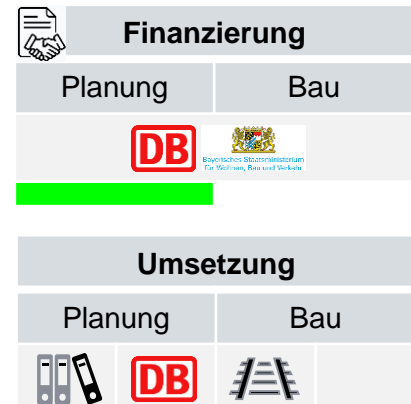 Finanzierung
Planung Bau
DB
Bayerisches Staatsministerium
für Wohnen, Bau und Verkehr
Umsetzung
Planung Bau
DB